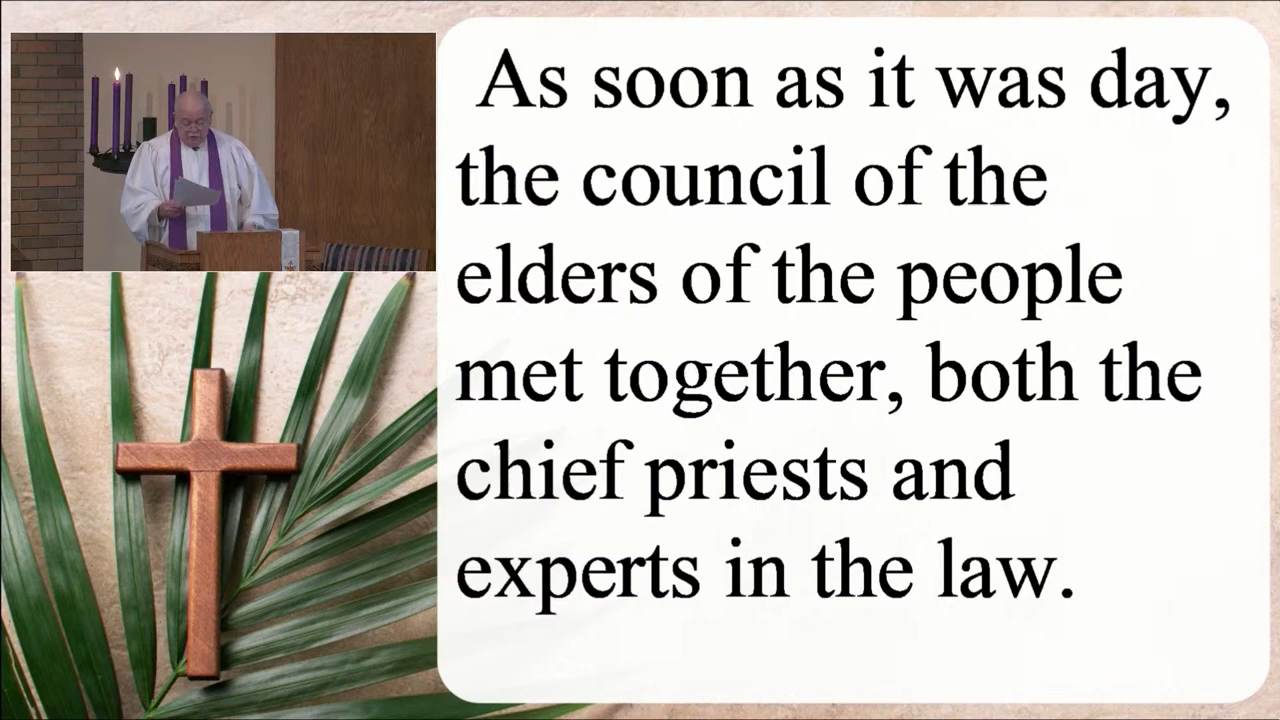 As soon as it was day,
the council of the
elders of the people
met together, both the
chief priests and
experts in the law.